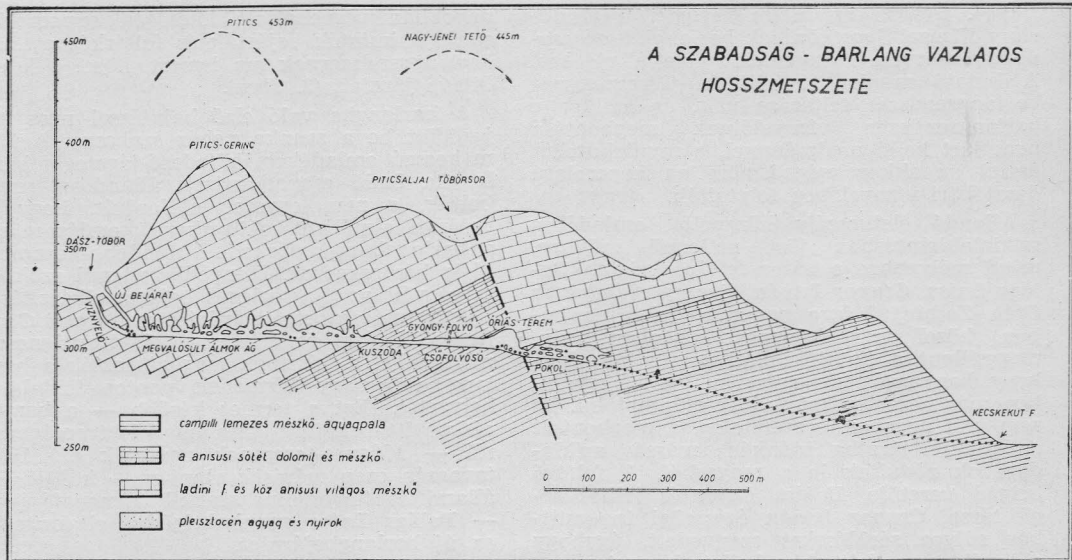 PITICS 453m
NAGY-JENEI TETŐ 445m
A SZABADSÁG - BARLANG VAZLATOS
HOSSZMETSZETE
450m
400m
350m
300m
250m
PITICS-GERINC
PITICSALJAI TÖBÖRSOR
DÁSZ-TÖBÖR
ÚJ BEJÁRAT
VIZNYELŐ
MEGVALÓSULT ÁLMOK ÁG
KUSZODA
GYÖNGY-FOLYÓ
CSŐFOLYOSÓ
ÓRIÁS-TEREM
POKOL
KECSKEKUT F
campilli lemezes mészkő, agyagpala
a anisusi sötét dolomit és mészkő
ladini f és köz anisusi világos mészkő
pleisztocén agyag és nyirok
0 100 200 300 400 500 m